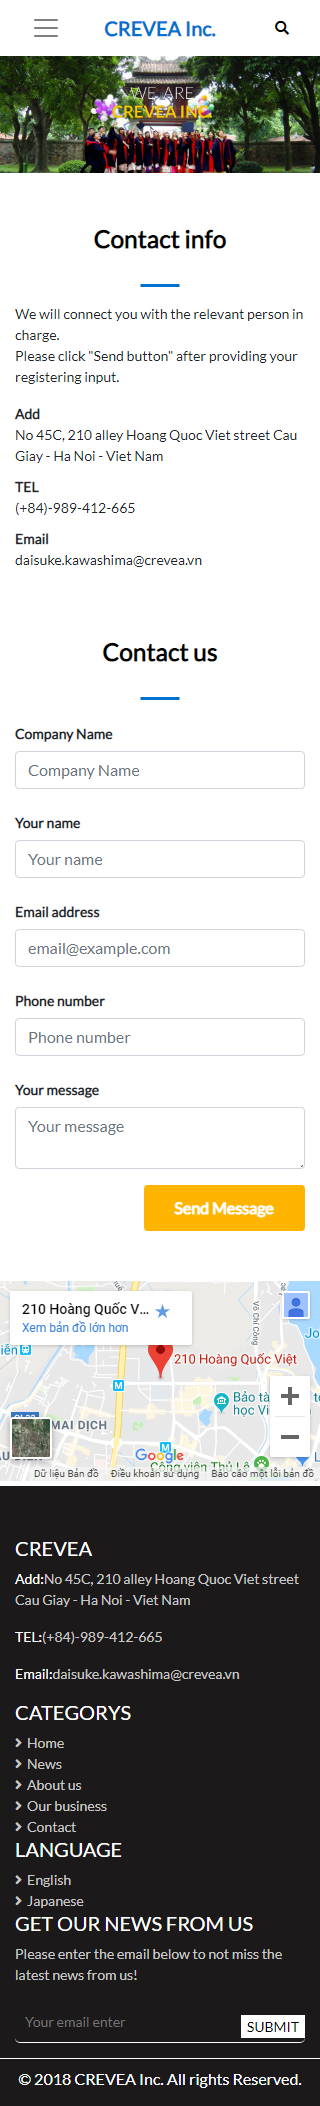 CREVEA Inc.
WE ARE
CREVEA INC.
Contact info
We will connect you with the relevant person in
charge.
Please click "Send button" after providing your
registering input.
Add
No 45C, 210 alley Hoang Quoc Viet street Cau
Giay - Ha Noi - Viet Nam
TEL
(+84)-989-412-665
Email
daisuke.kawashima@crevea.vn
Contact us
Company Name
Company Name
Your name
Your name
Email address
email@example.com
Phone number
Phone number
Your message
Your message
Send Message
210 Hoàng Quốc V...
Xem bản đồ lớn hơn
210 Hoàng Quốc Việt
MAI DỊCH
Bảo tà
học Việ
Google
Công viên Thủ Lệ
Dữ liệu Bản đồ Điều khoản sử dụng Báo cáo một lỗi bản đồ
CREVEA
Add:No 45C, 210 alley Hoang Quoc Viet street
Cau Giay - Ha Noi - Viet Nam
TEL:(+84)-989-412-665
Email:daisuke.kawashima@crevea.vn
CATEGORYS
Home
News
About us
Our business
Contact
LANGUAGE
English
Japanese
GET OUR NEWS FROM US
Please enter the email below to not miss the
latest news from us!
Your email enter
SUBMIT
© 2018 CREVEA Inc. All rights Reserved.